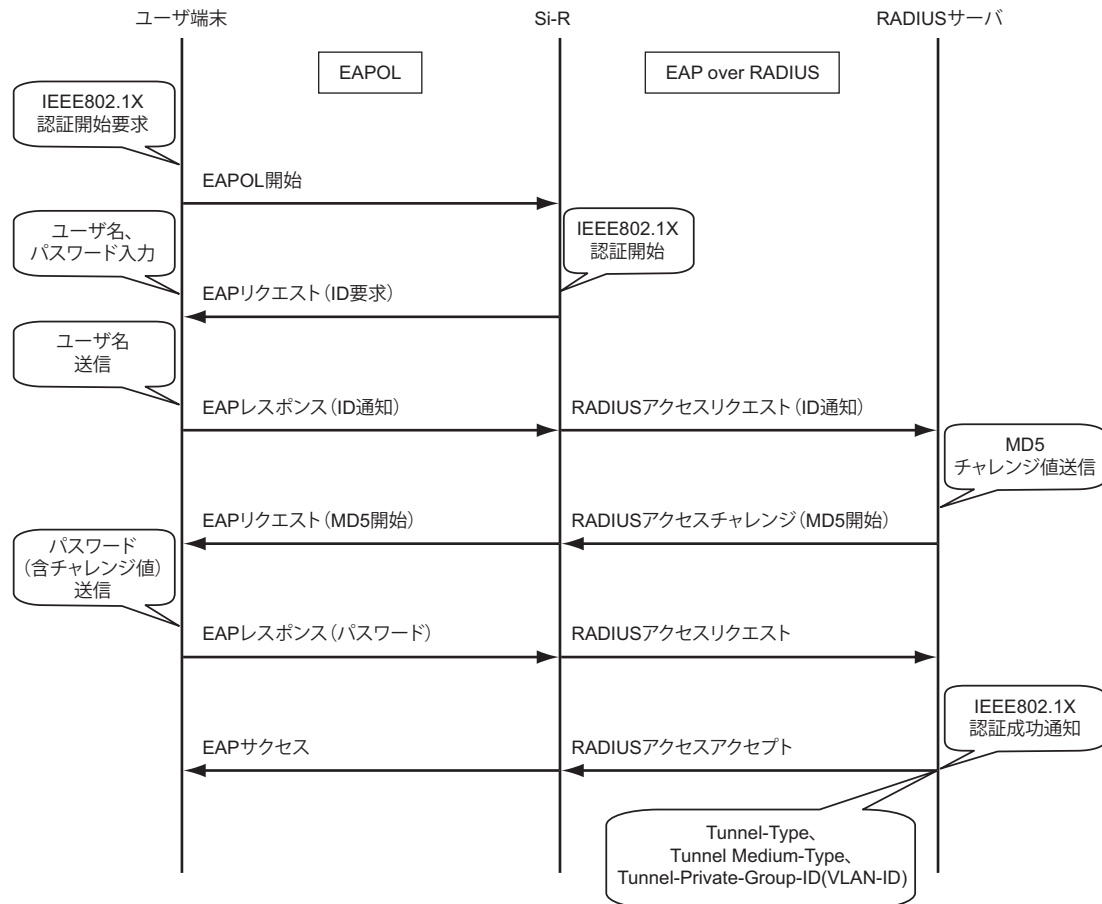 ユーザ端末
Si-R
RADIUSサーバ
EAPOL
EAP over RADIUS
IEEE802.1X
認証開始要求
EAPOL開始
ユーザ名、
パスワード入力
IEEE802.1X
認証開始
EAPリクエスト（ID要求）
ユーザ名
送信
EAPレスポンス（ID通知）
RADIUSアクセスリクエスト（ID通知）
MD5
チャレンジ値送信
EAPリクエスト（MD5開始）
RADIUSアクセスチャレンジ（MD5開始）
パスワード
（含チャレンジ値）
送信
EAPレスポンス（パスワード）
RADIUSアクセスリクエスト
IEEE802.1X
認証成功通知
EAPサクセス
RADIUSアクセスアクセプト
Tunnel-Type、
Tunnel Medium-Type、
Tunnel-Private-Group-ID(VLAN-ID)